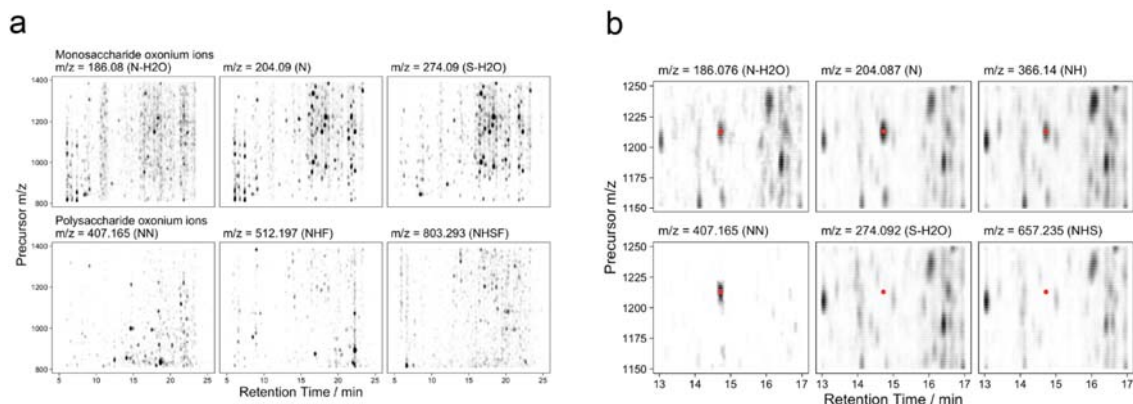 a
Monosaccharide oxonium ions
m/z = 186.08 (N-H2O) m/z = 204.09 (N) m/z = 274.09 (S-H2O)
1400
1200
1000
800
Polysaccharide oxonium ions
m/z = 407.165 (NN) m/z = 512.197 (NHF) m/z = 803.293 (NHSF)
1400
1200
1000
800
Precursor m/z
5 10 15 20 25 5 10 15 20 25 5 10 15 20 25
Retention Time / min
b
m/z = 186.076 (N-H2O) m/z = 204.087 (N) m/z = 366.14 (NH)
1250
1225
1200
1175
1150
m/z = 407.165 (NN) m/z = 274.092 (S-H2O) m/z = 657.235 (NHS)
1250
1225
1200
1175
1150
Precursor m/z
13 14 15 16 17 13 14 15 16 17 13 14 15 16 17
Retention Time / min